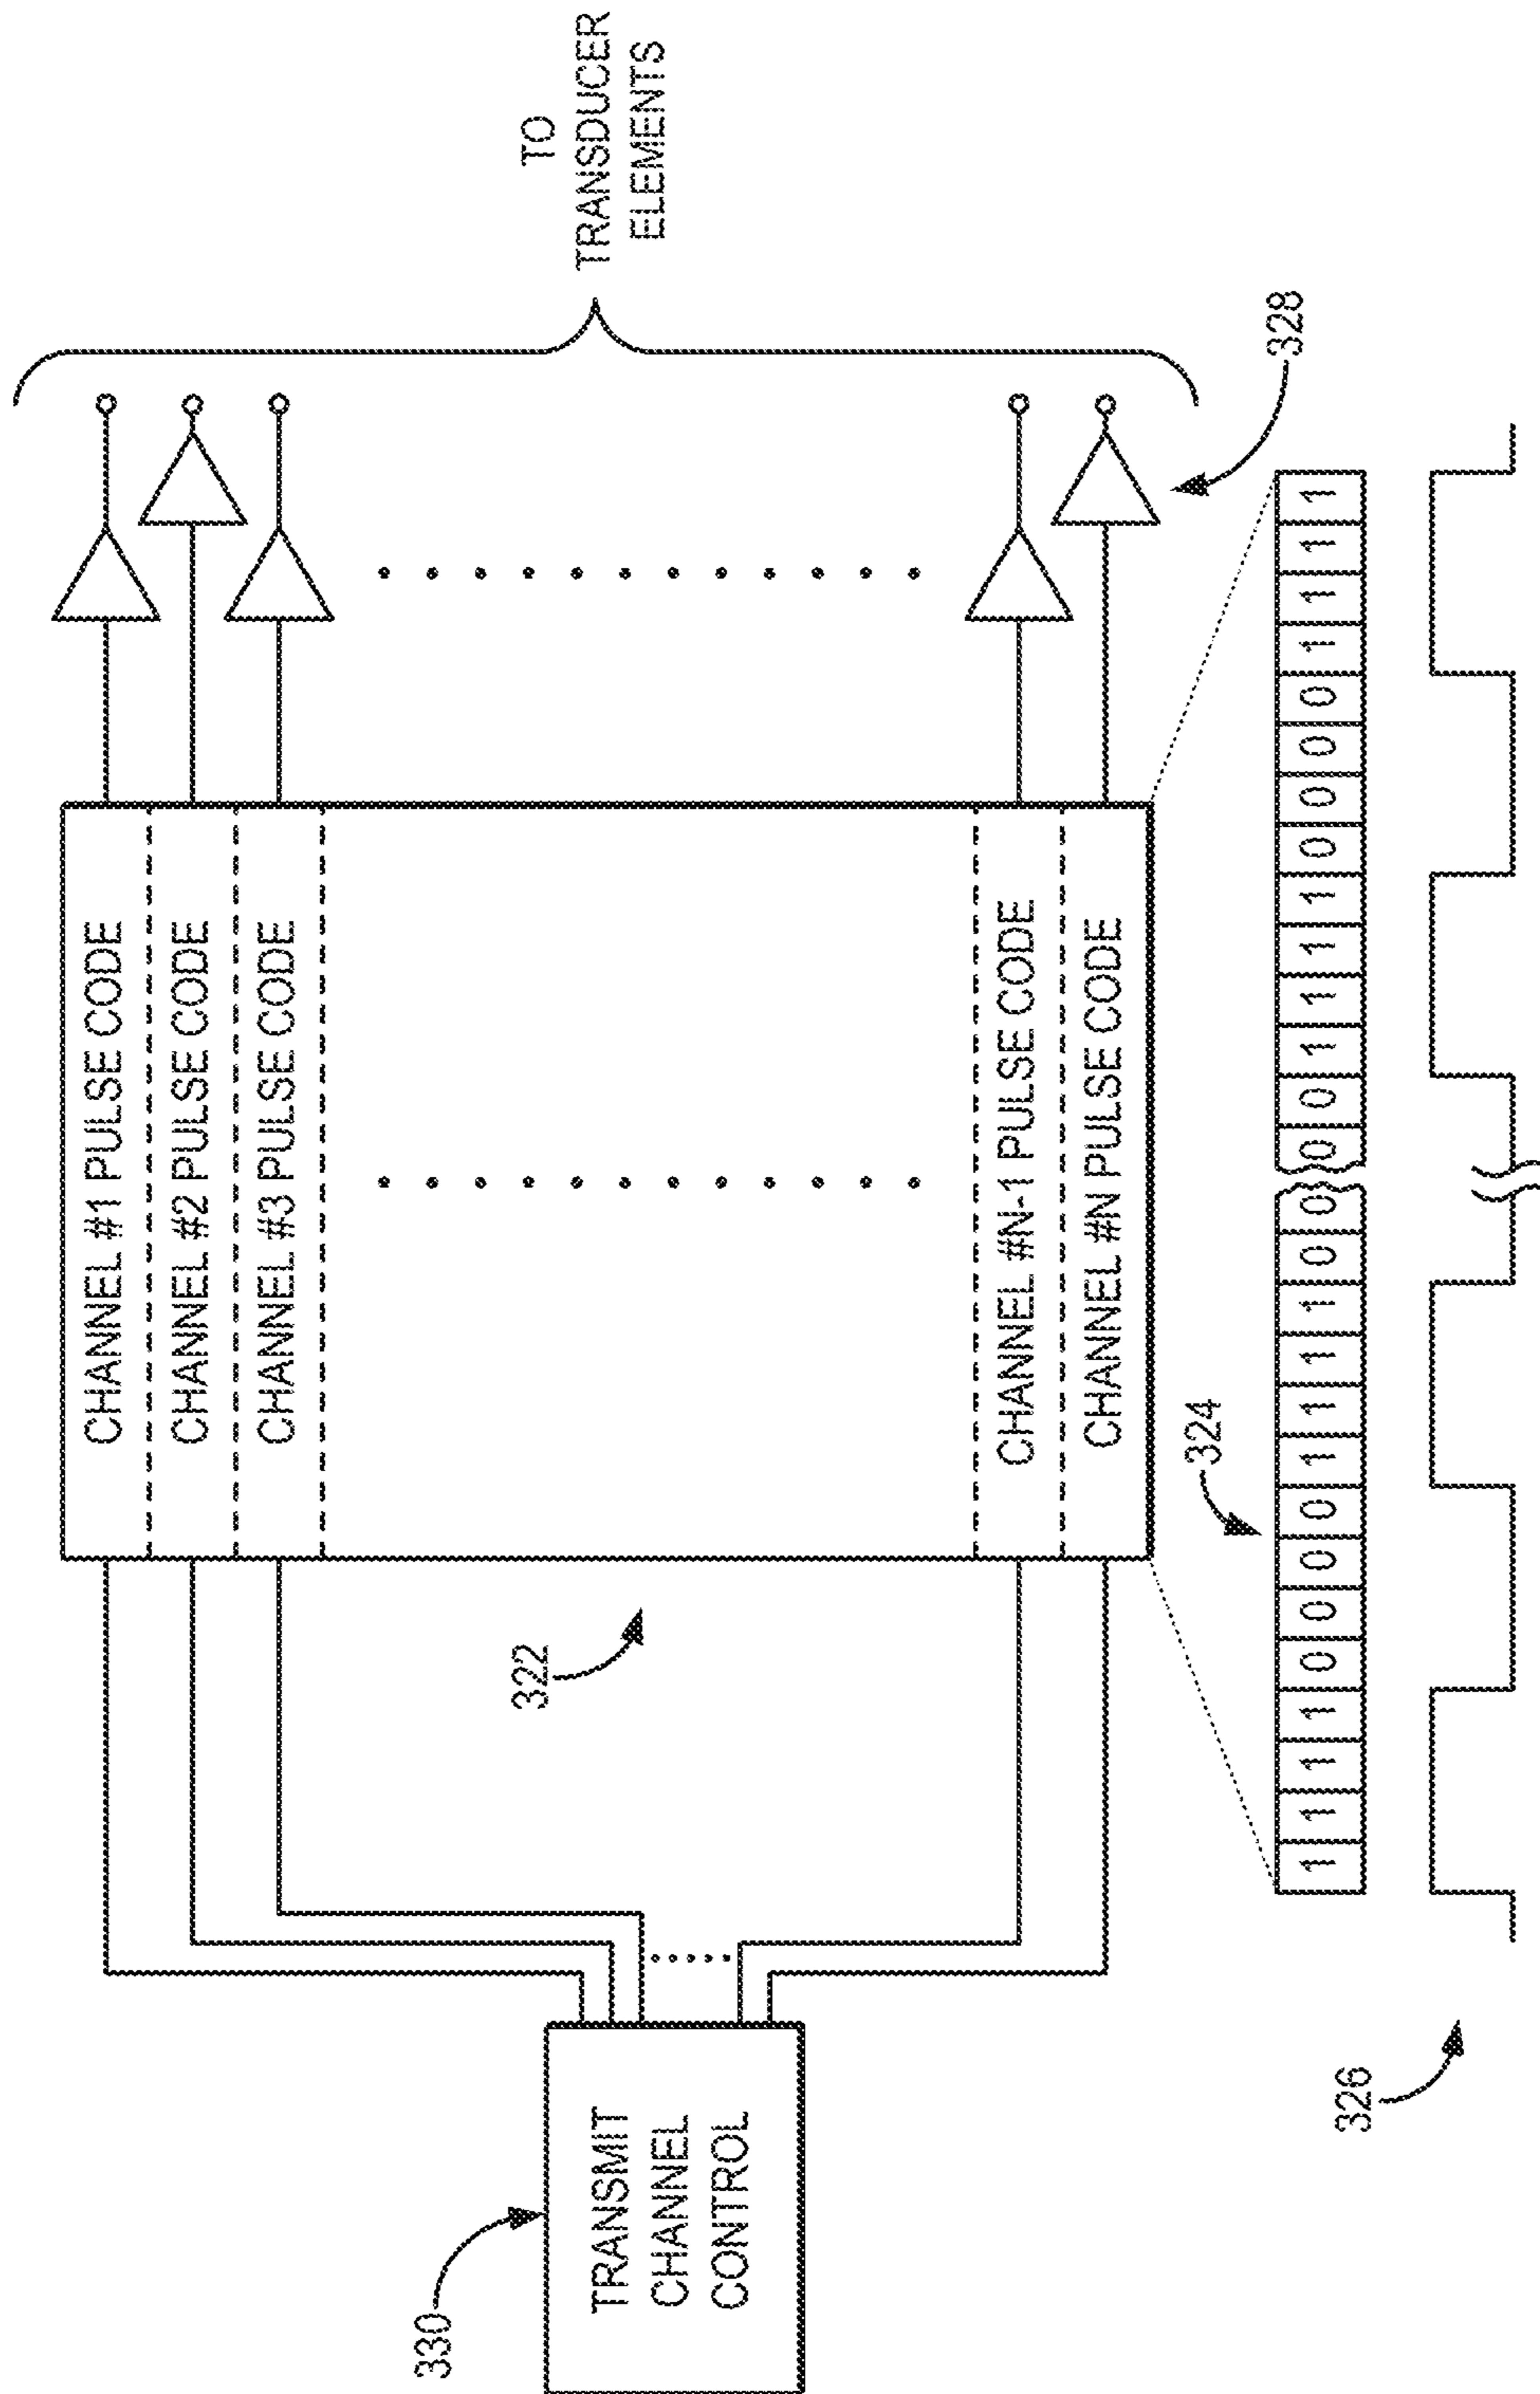 330
TRANSMIT
CHANNEL
CONTROL
322
CHANNEL #1 PULSE CODE
CHANNEL #2 PULSE CODE
CHANNEL #3 PULSE CODE
CHANNEL #N-1 PULSE CODE
CHANNEL #N PULSE CODE
TO
TRANSDUCER
ELEMENTS
328
324
1 1 1 1 0 0 0 0 1 1 1 1 0 0 0 0 1 1 1 1 0 0 0 0 1 1 1 1
326